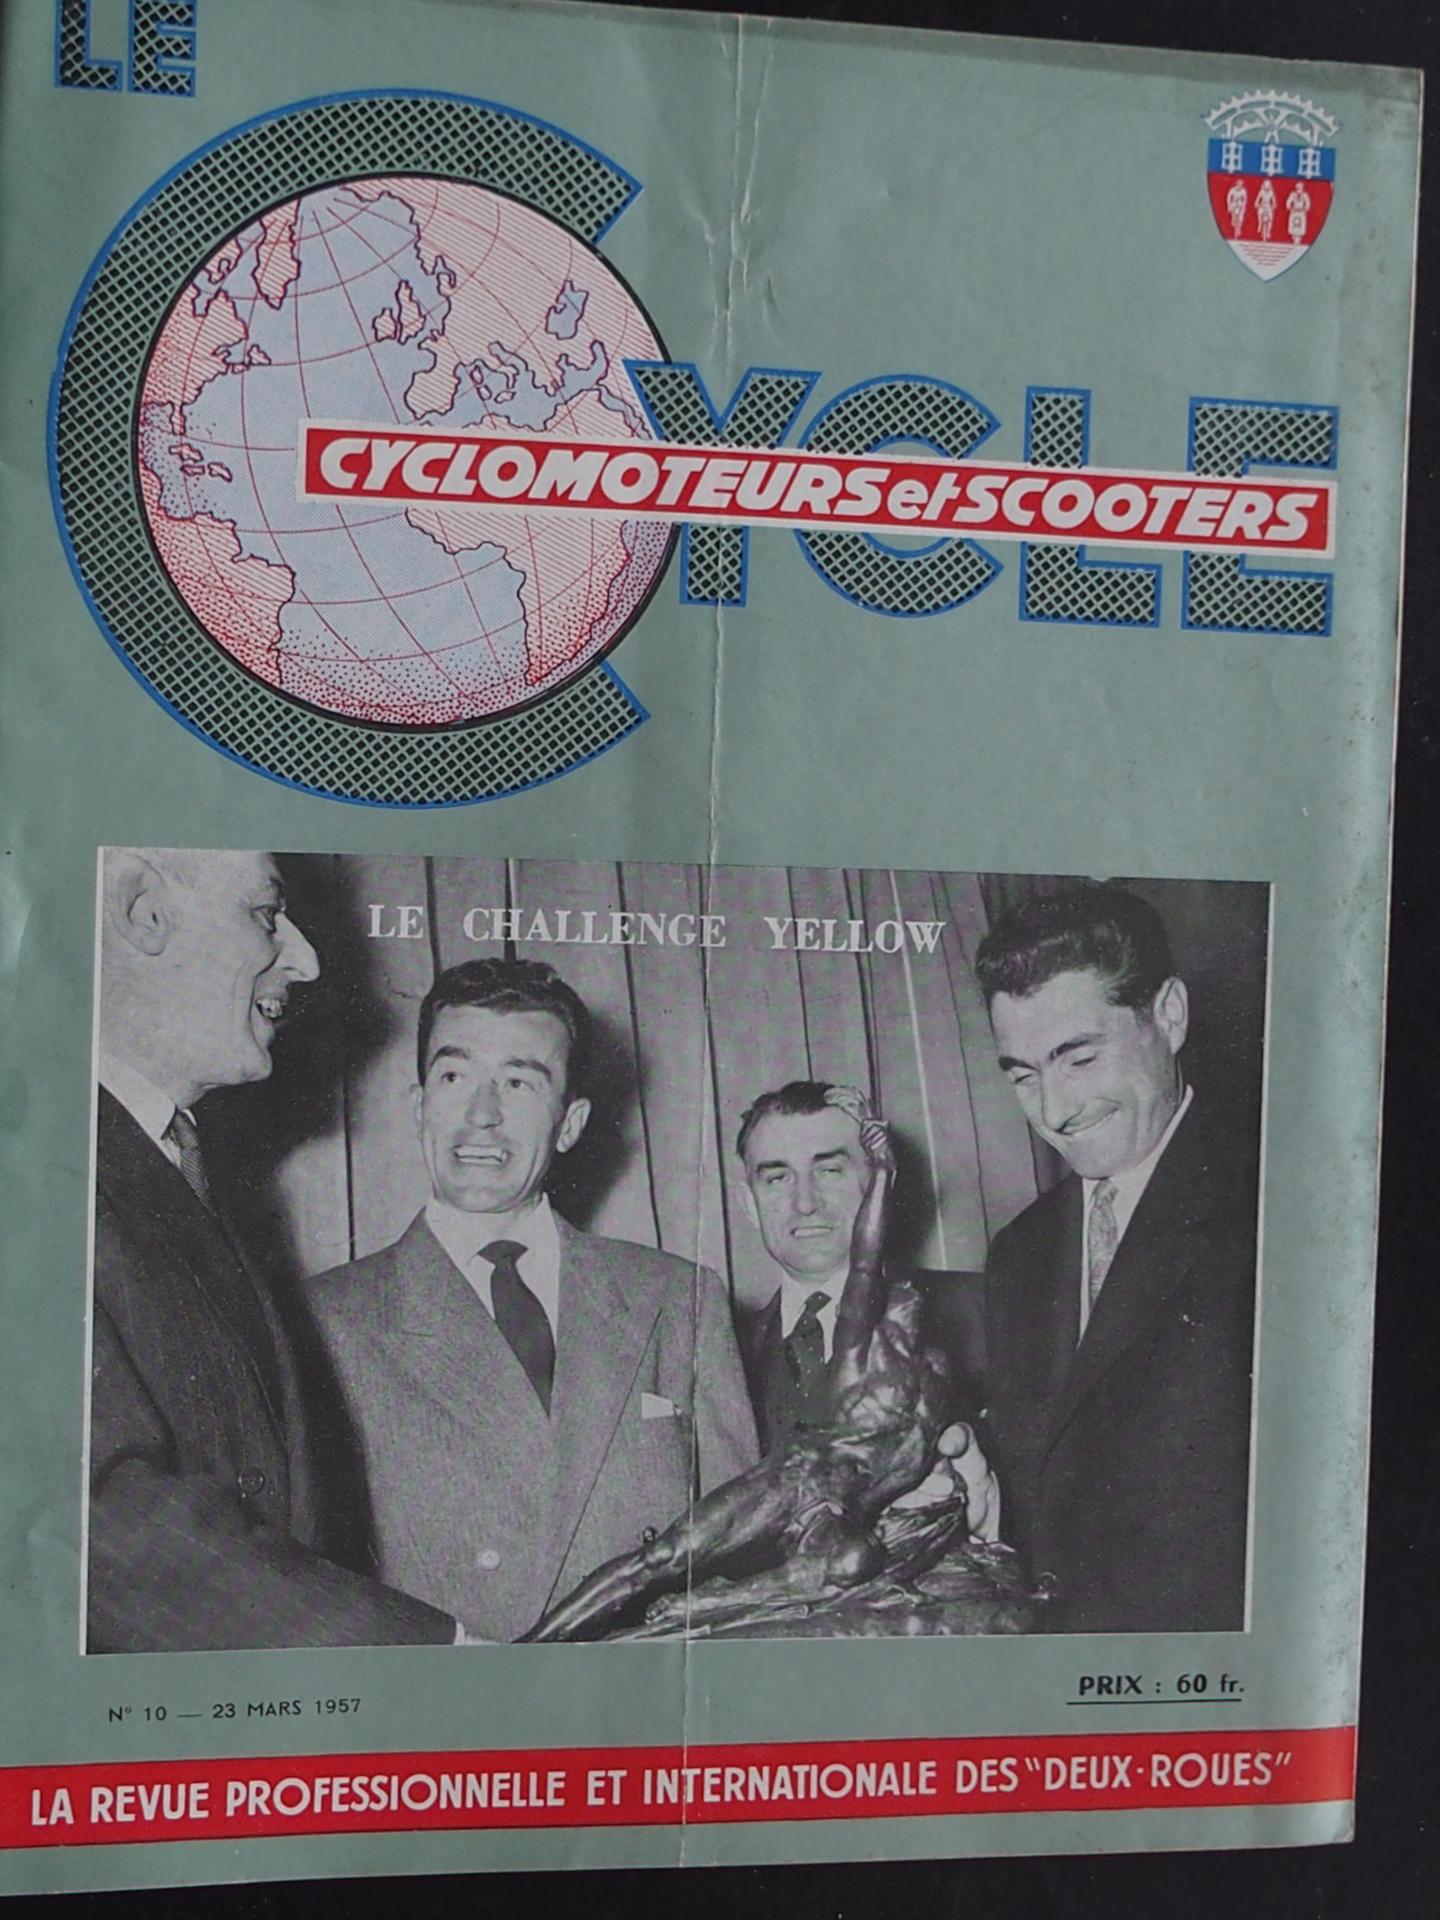 LE
CYCLE
CYCLOMOTEURS et SCOOTERS
LE CHALLENGE YELLOW
N° 10 — 23 MARS 1957
PRIX : 60 fr.
LA REVUE PROFESSIONNELLE ET INTERNATIONALE DES "DEUX-ROUES"